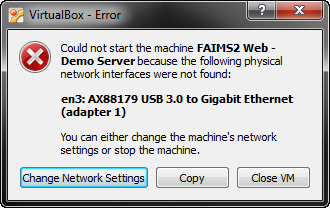 VirtualBox - Error
Could not start the machine FAIMS2 Web -
Demo Server because the following physical
network interfaces were not found:
en3: AX88179 USB 3.0 to Gigabit Ethernet
(adapter 1)
You can either change the machine's network
settings or stop the machine.
Change Network Settings
Copy
Close VM